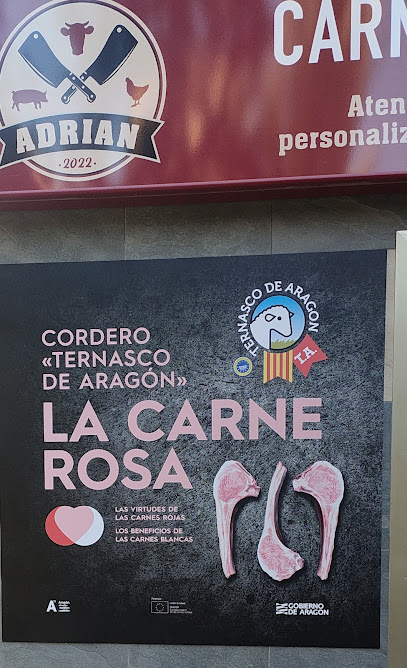 CARN
Aten
personaliz
ADRIAN
·2022·
TERNASCO DE ARAGÓN
T.A.
CORDERO
«TERNASCO
DE ARAGÓN»
LA CARNE
ROSA
LAS VIRTUDES DE
LAS CARNES ROJAS
LOS BENEFICIOS DE
LAS CARNES BLANCAS
GOBIERNO
DE ARAGON